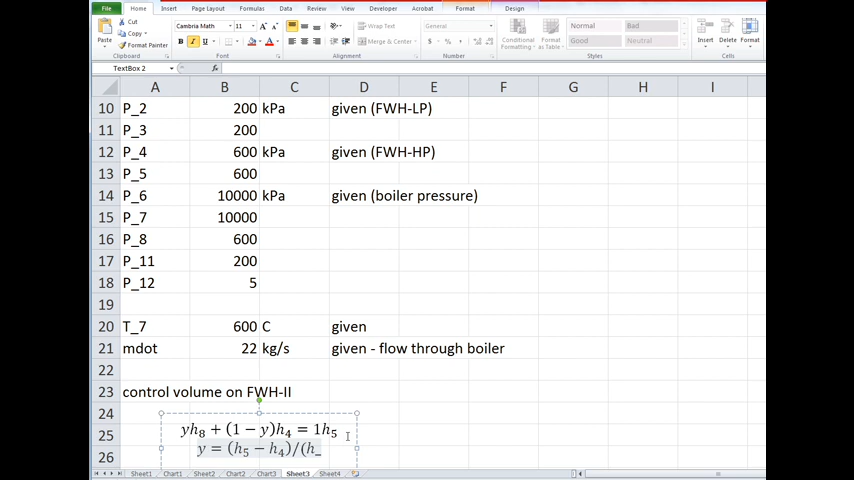 File Home Insert Page Layout Formulas Data Review View Developer Acrobat Format Design
Cut
Copy
Format Painter
Paste
Clipboard
Cambria Math 11
B I U
Font
Wrap Text
Merge & Center
Alignment
General
$ % ,
Number
Conditional Formatting
Format as Table
Normal Bad
Good Neutral
Styles
Insert Delete Format
Cells
TextBox 2 fx
A B C D E F G H I
10 P_2 200 kPa given (FWH-LP)
11 P_3 200
12 P_4 600 kPa given (FWH-HP)
13 P_5 600
14 P_6 10000 kPa given (boiler pressure)
15 P_7 10000
16 P_8 600
17 P_11 200
18 P_12 5
19
20 T_7 600 C given
21 mdot 22 kg/s given - flow through boiler
22
23 control volume on FWH-II
24
yh₈ + (1 − y)h₄ = 1h₅
25
y = (h₅ − h₄)/(h_
26
Sheet1 Chart1 Sheet2 Chart1 Sheet3 Sheet4